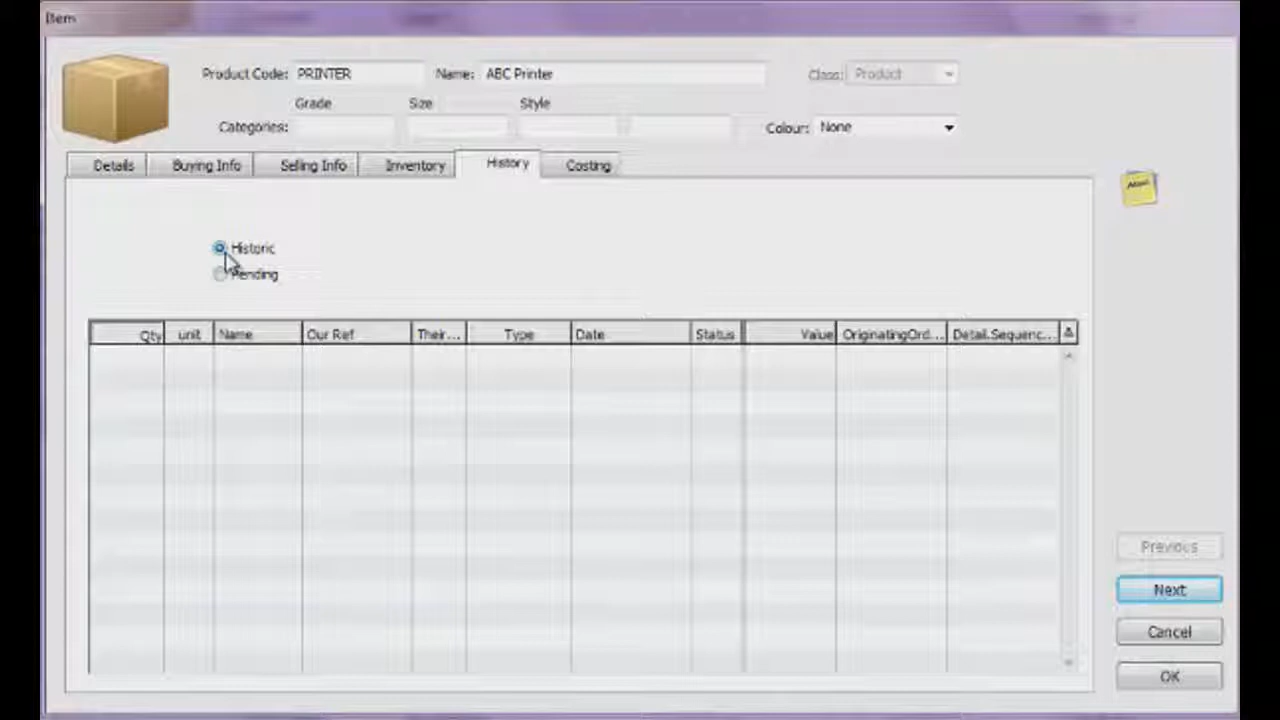 Item
Product Code: PRINTER Name: ABC Printer Class: Product
Grade Size Style
Categories: Colour: None
Details Buying Info Selling Info Inventory History Costing
Historic
Pending
Qty unit Name Our Ref Their... Type Date Status Value OriginatingOrd... Detail.Sequenc...
Previous
Next
Cancel
OK